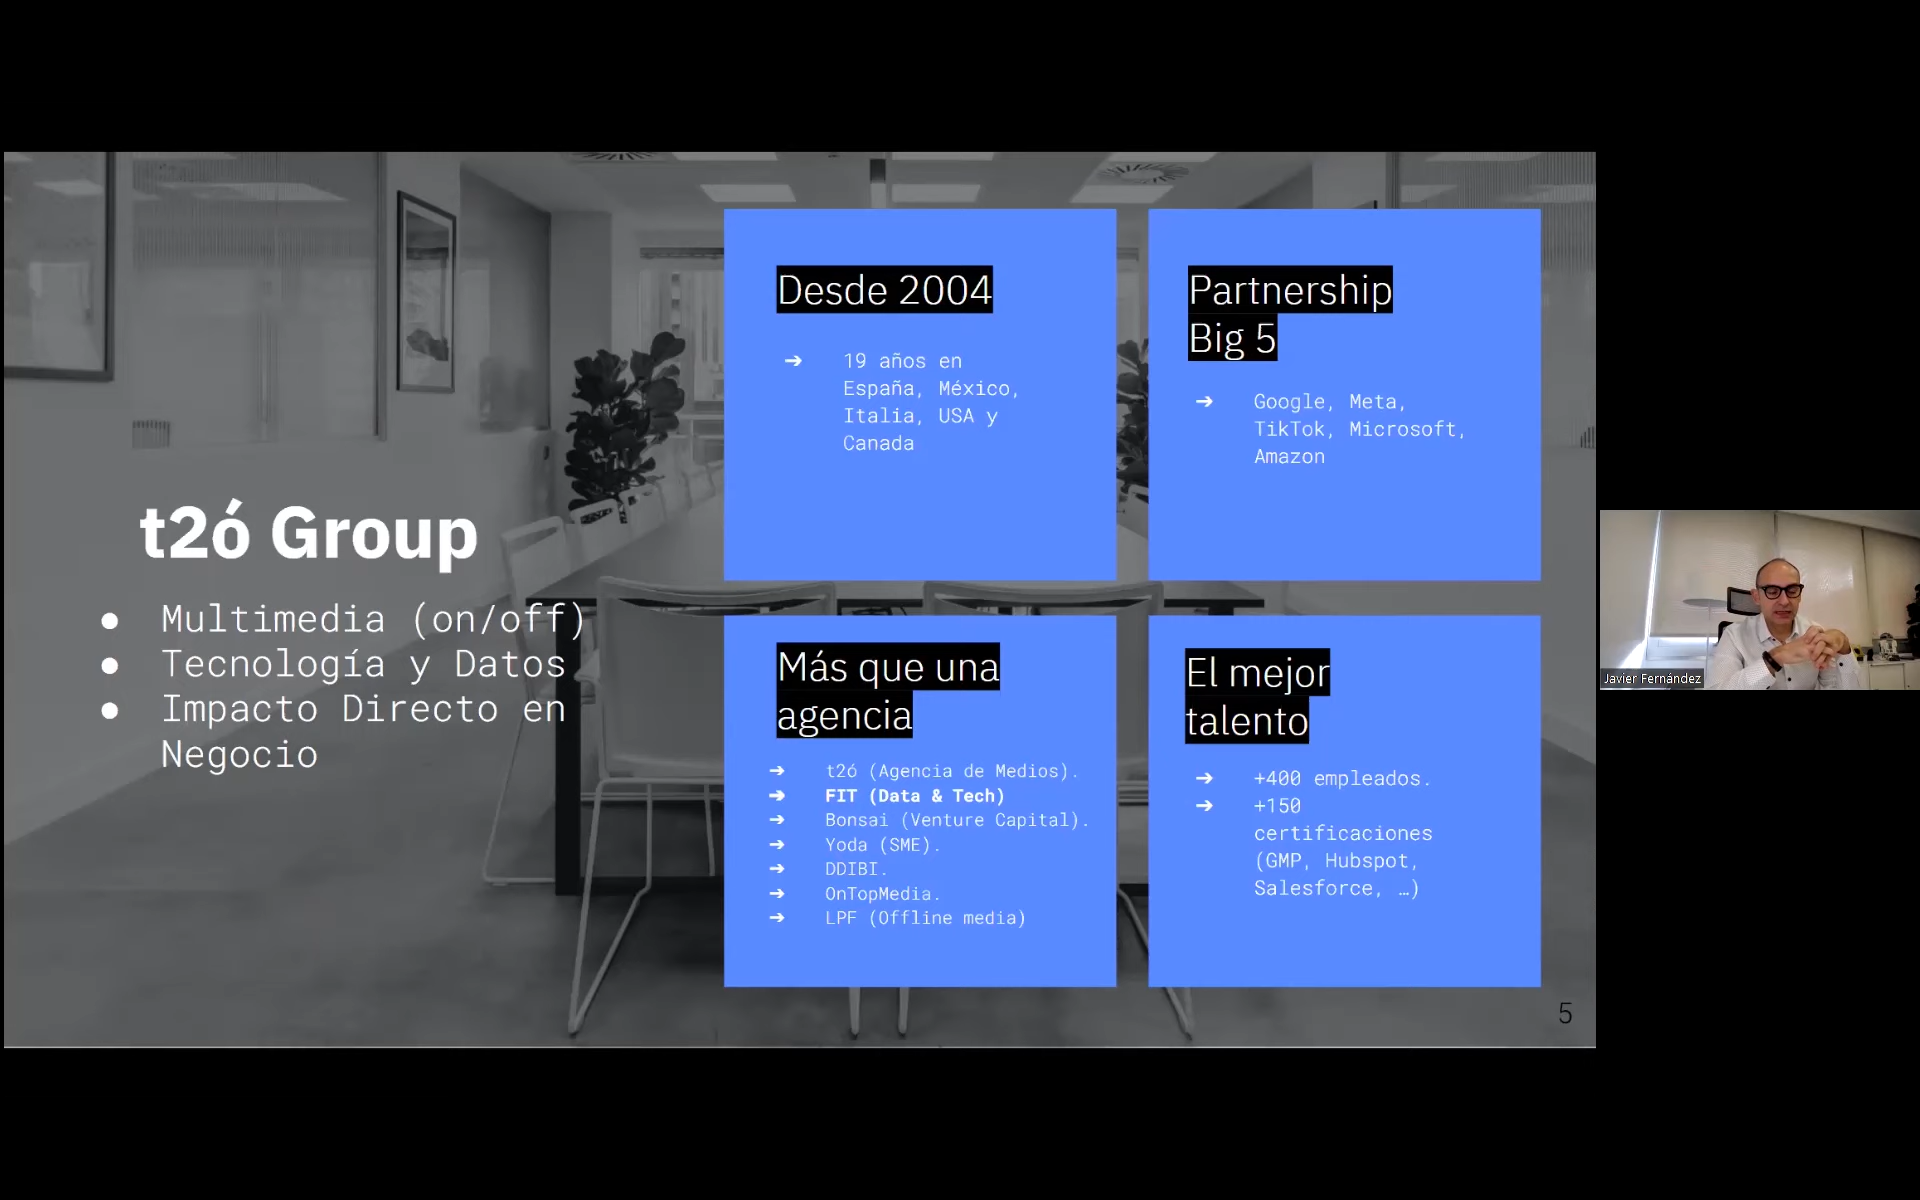 t2ó Group
● Multimedia (on/off)
● Tecnología y Datos
● Impacto Directo en
Negocio
Desde 2004
➔ 19 años en
España, México,
Italia, USA y
Canada
Partnership
Big 5
➔ Google, Meta,
TikTok, Microsoft,
Amazon
Más que una
agencia
➔ t2ó (Agencia de Medios).
➔ FIT (Data & Tech)
➔ Bonsai (Venture Capital).
➔ Yoda (SME).
➔ DDIBI.
➔ OnTopMedia.
➔ LPF (Offline media)
El mejor
talento
➔ +400 empleados.
➔ +150
certificaciones
(GMP, Hubspot,
Salesforce, …)
5
Javier Fernández